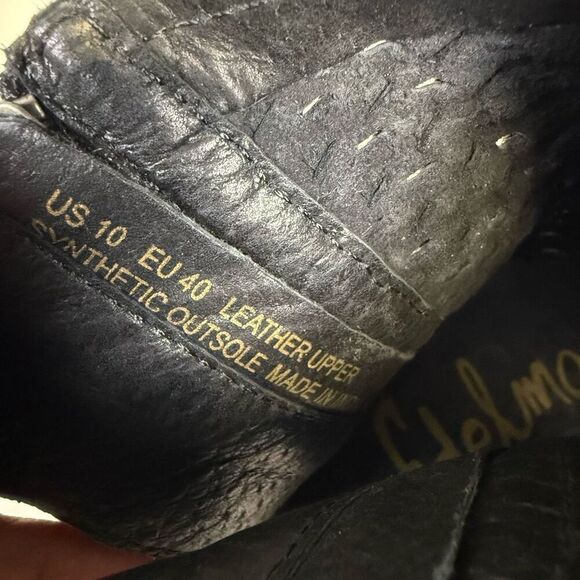 US 10 EU 40 LEATHER UPPER
SYNTHETIC OUTSOLE MADE IN